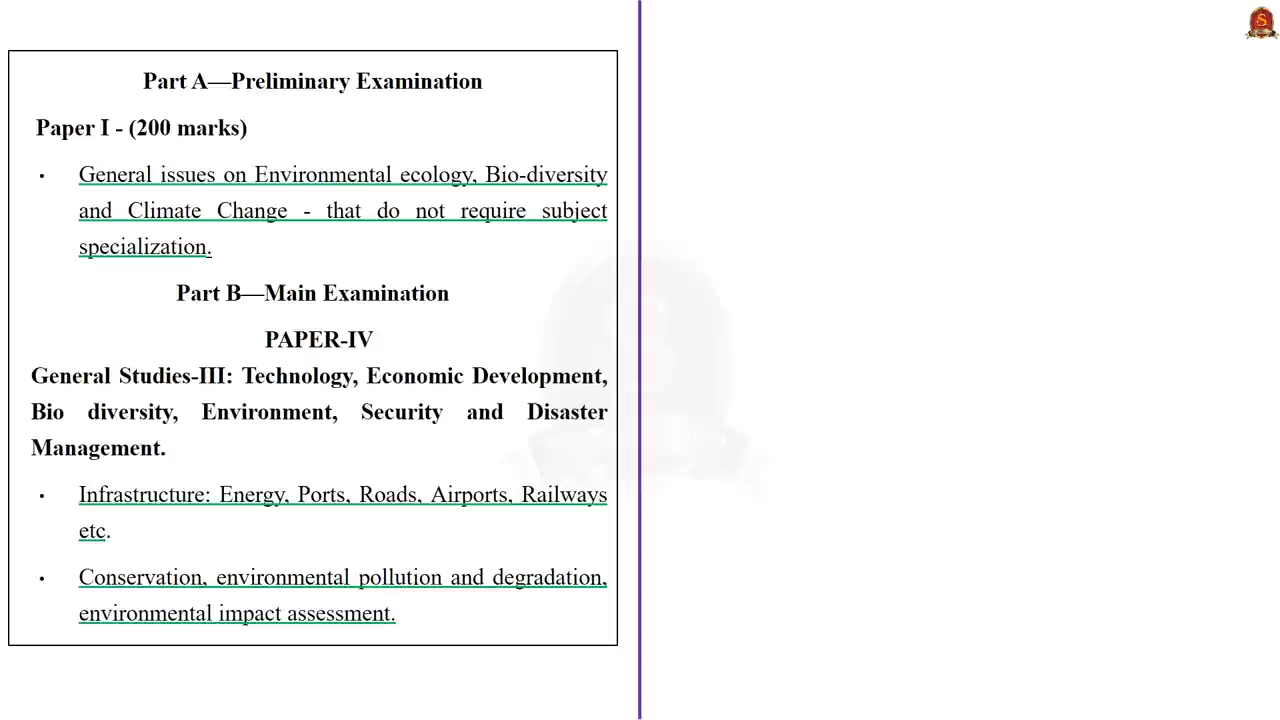 Part A—Preliminary Examination
Paper I - (200 marks)
• General issues on Environmental ecology, Bio-diversity
and Climate Change - that do not require subject
specialization.
Part B—Main Examination
PAPER-IV
General Studies-III: Technology, Economic Development,
Bio diversity, Environment, Security and Disaster
Management.
• Infrastructure: Energy, Ports, Roads, Airports, Railways
etc.
• Conservation, environmental pollution and degradation,
environmental impact assessment.
S